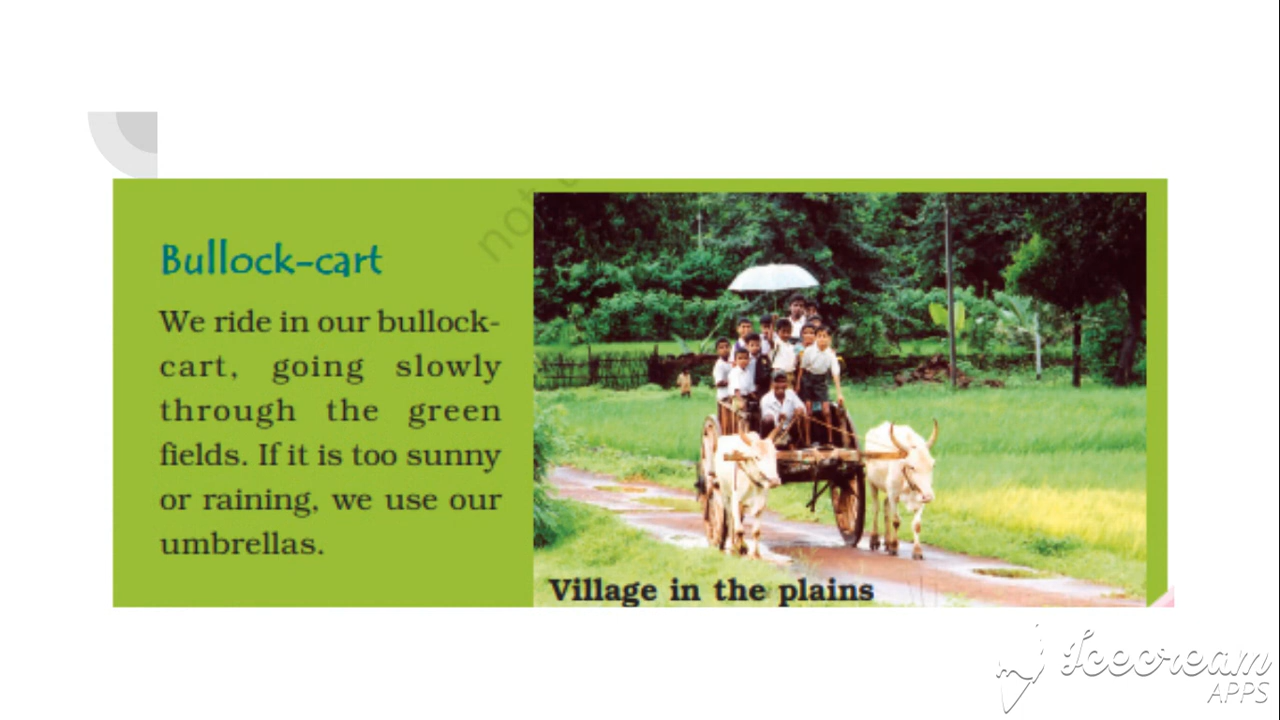 Bullock-cart
We ride in our bullock-
cart, going slowly
through the green
fields. If it is too sunny
or raining, we use our
umbrellas.
Village in the plains
Icecream
APPS